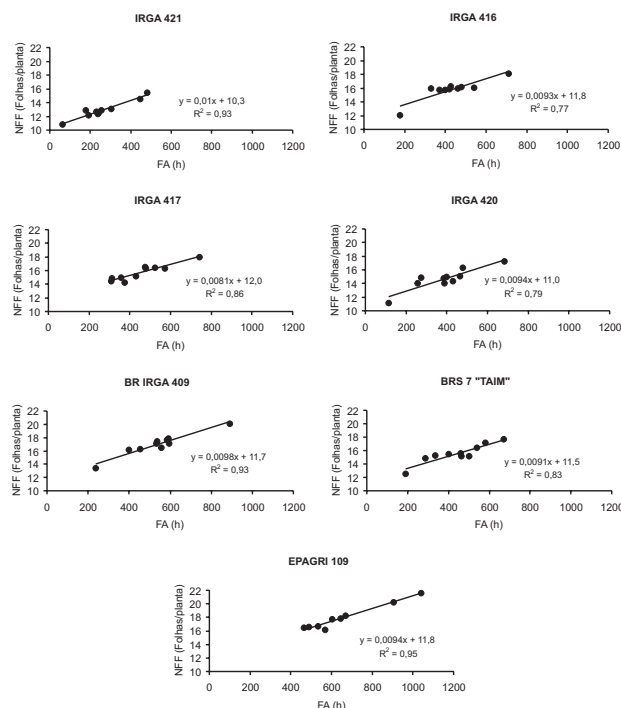 IRGA 421
NFF (Folhas/planta)
22
20
18
16
14
12
10
y = 0,01x + 10,3
R² = 0,93
0 200 400 600 800 1000 1200
FA (h)
IRGA 416
NFF (Folhas/planta)
22
20
18
16
14
12
10
y = 0,0093x + 11,8
R² = 0,77
0 200 400 600 800 1000 1200
FA (h)
IRGA 417
NFF (Folhas/planta)
22
20
18
16
14
12
10
y = 0,0081x + 12,0
R² = 0,86
0 200 400 600 800 1000 1200
FA (h)
IRGA 420
NFF (Folhas/planta)
22
20
18
16
14
12
10
y = 0,0094x + 11,0
R² = 0,79
0 200 400 600 800 1000 1200
FA (h)
BR IRGA 409
NFF (Folhas/planta)
22
20
18
16
14
12
10
y = 0,0098x + 11,7
R² = 0,93
0 200 400 600 800 1000 1200
FA (h)
BRS 7 "TAIM"
NFF (Folhas/planta)
22
20
18
16
14
12
10
y = 0,0091x + 11,5
R² = 0,83
0 200 400 600 800 1000 1200
FA (h)
EPAGRI 109
NFF (Folhas/planta)
22
20
18
16
14
12
10
y = 0,0094x + 11,8
R² = 0,95
0 200 400 600 800 1000 1200
FA (h)